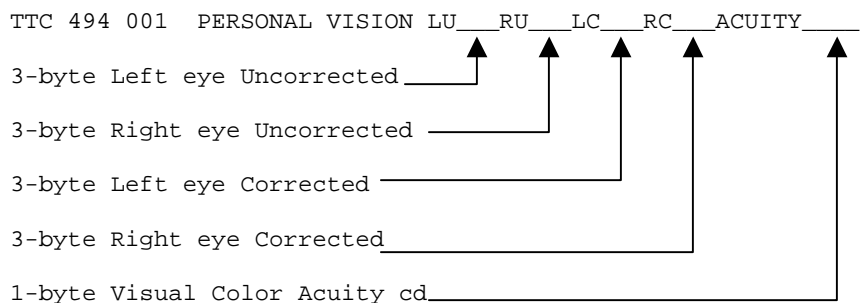 TTC 494 001  PERSONAL VISION LU___RU___LC___RC___ACUITY____
3-byte Left eye Uncorrected
3-byte Right eye Uncorrected
3-byte Left eye Corrected
3-byte Right eye Corrected
1-byte Visual Color Acuity cd